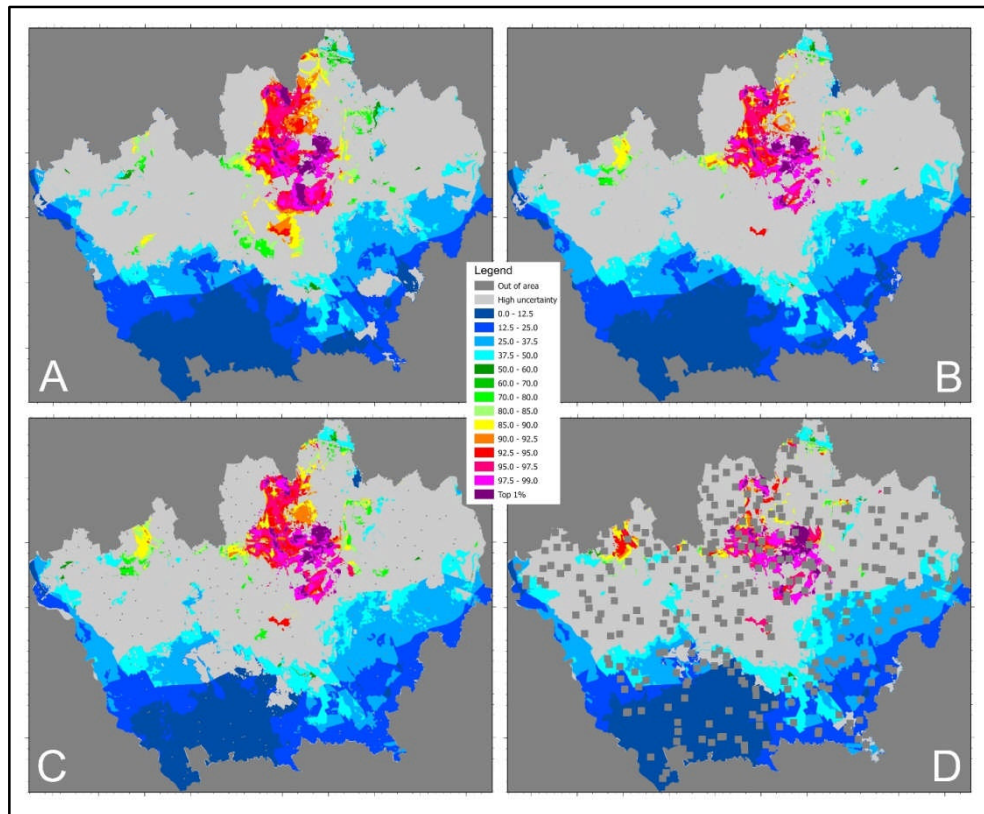 A
B
Legend
Out of area
High uncertainty
0.0 - 12.5
12.5 - 25.0
25.0 - 37.5
37.5 - 50.0
50.0 - 60.0
60.0 - 70.0
70.0 - 80.0
80.0 - 85.0
85.0 - 90.0
90.0 - 92.5
92.5 - 95.0
95.0 - 97.5
97.5 - 99.0
Top 1%
C
D